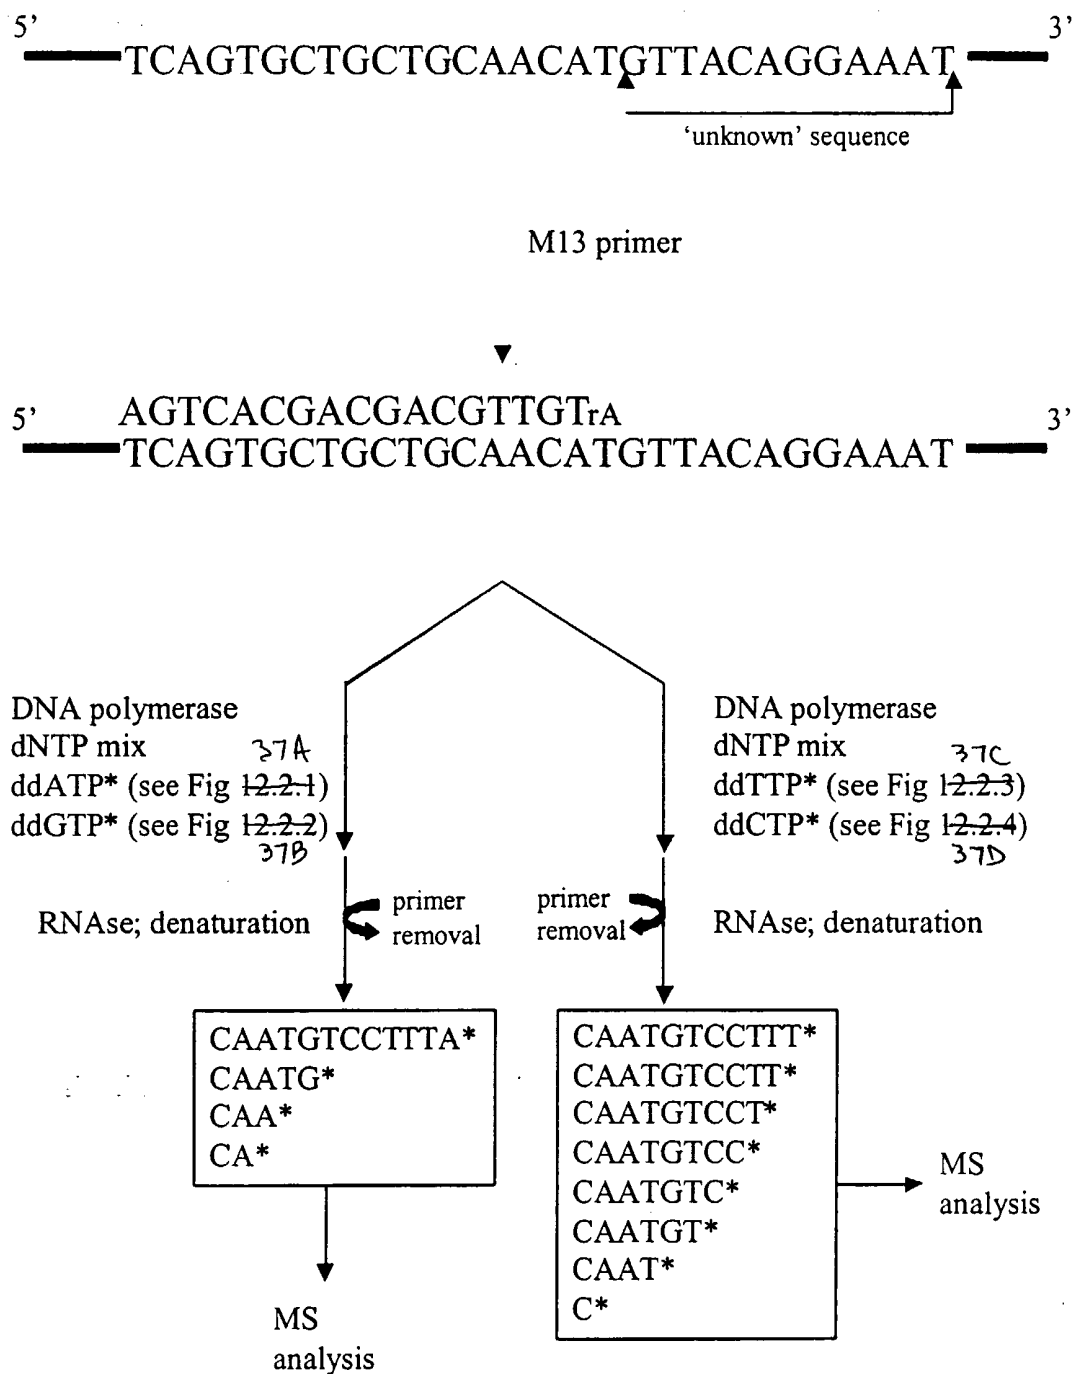 5' 3'
TCAGTGCTGCTGCAACATGTTACAGGAAAT
'unknown' sequence
M13 primer
AGTCACGACGACGTTGTrA
5' 3'
TCAGTGCTGCTGCAACATGTTACAGGAAAT
DNA polymerase
dNTP mix 37A
ddATP* (see Fig 12.2.1)
ddGTP* (see Fig 12.2.2)
37B
DNA polymerase
dNTP mix 37C
ddTTP* (see Fig 12.2.3)
ddCTP* (see Fig 12.2.4)
37D
RNAse; denaturation
primer
removal
primer
removal
RNAse; denaturation
CAATGTCCTTTA*
CAATG*
CAA*
CA*
MS
analysis
CAATGTCCTTT*
CAATGTCCTT*
CAATGTCCT*
CAATGTCC*
CAATGTC*
CAATGT*
CAAT*
C*
MS
analysis